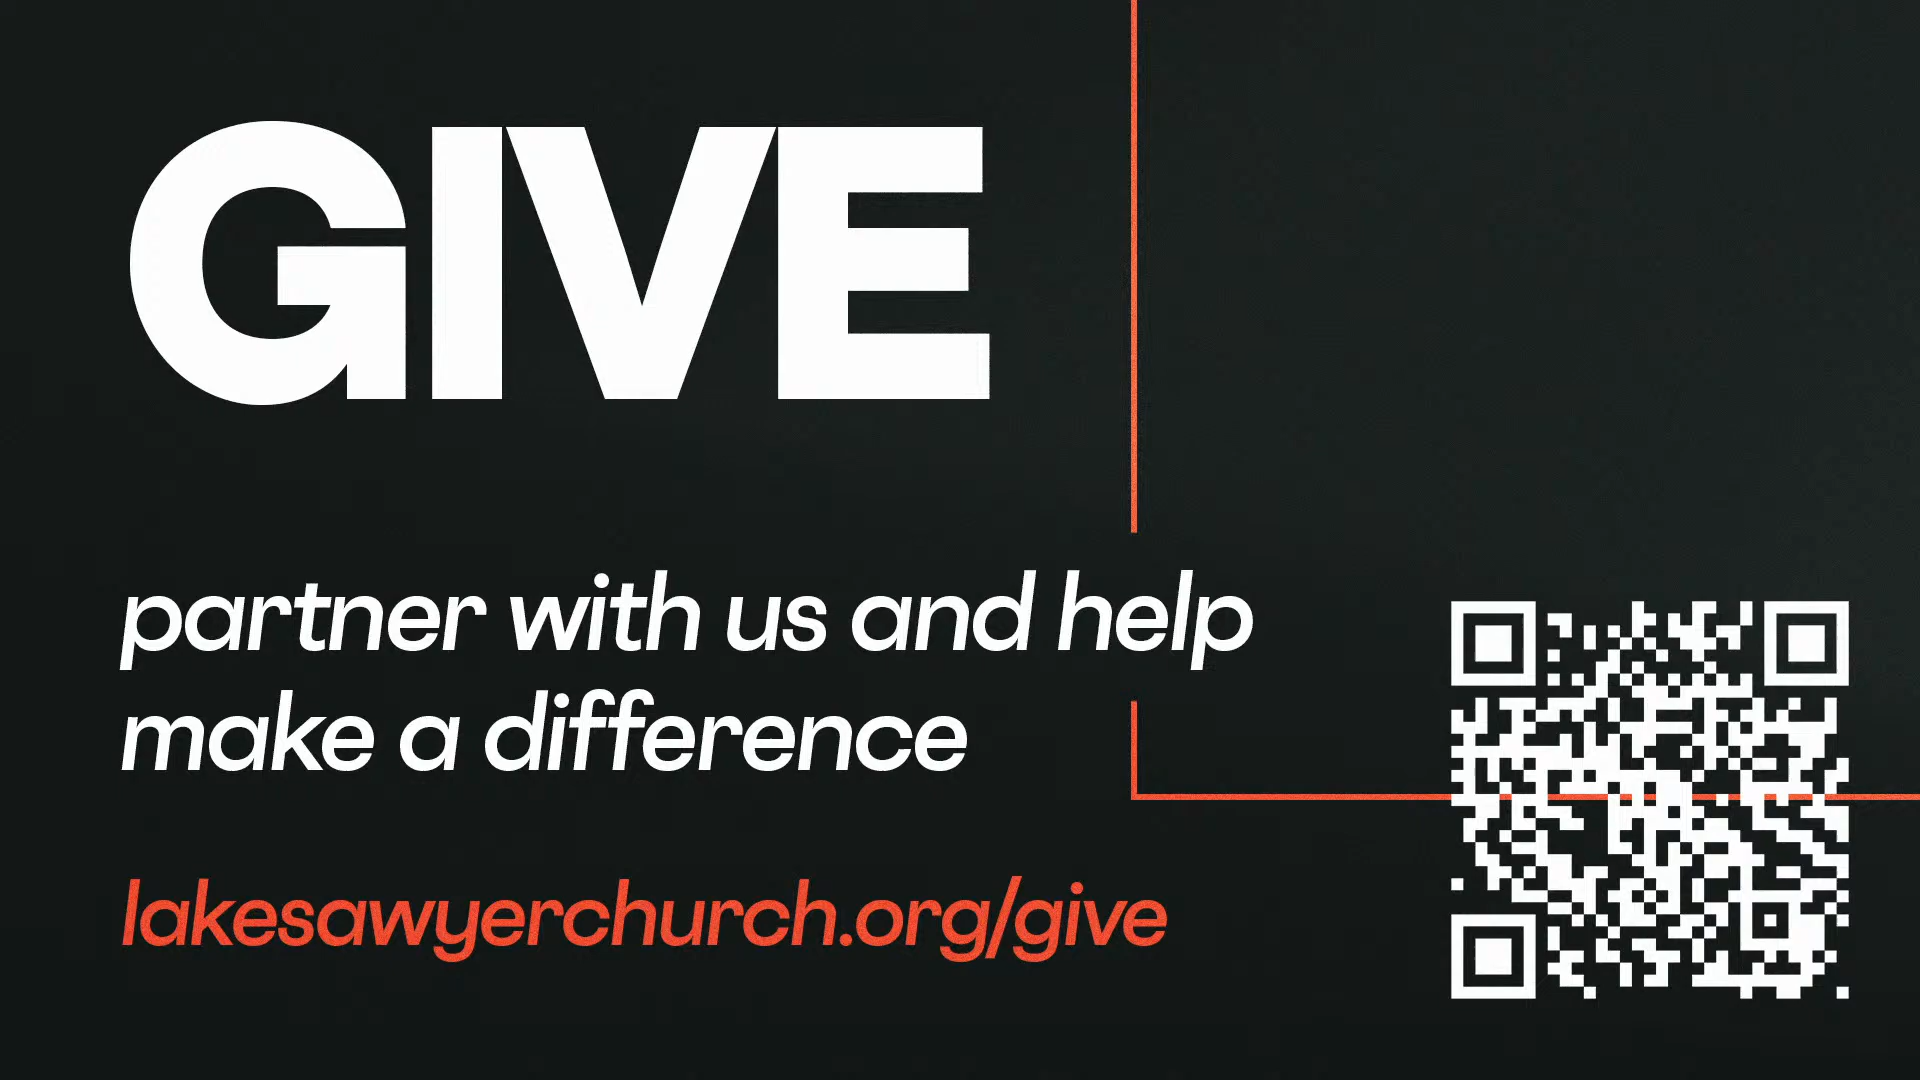 GIVE
partner with us and help
make a difference
lakesawyerchurch.org/give